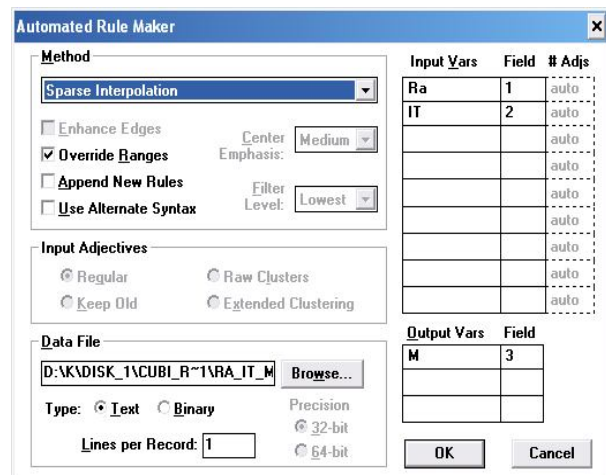 Automated Rule Maker
Method
Sparse Interpolation
Enhance Edges
Override Ranges
Append New Rules
Use Alternate Syntax
Center Emphasis:
Medium
Filter Level:
Lowest
Input Adjectives
Regular
Raw Clusters
Keep Old
Extended Clustering
Data File
D:\K\DISK_1\CUBI_R~1\RA_IT_M
Browse...
Type: Text Binary
Lines per Record: 1
Precision
32-bit
64-bit
Input Vars Field # Adjs
Ra 1 auto
IT 2 auto
auto
auto
auto
auto
auto
auto
auto
Output Vars Field
M 3
OK Cancel